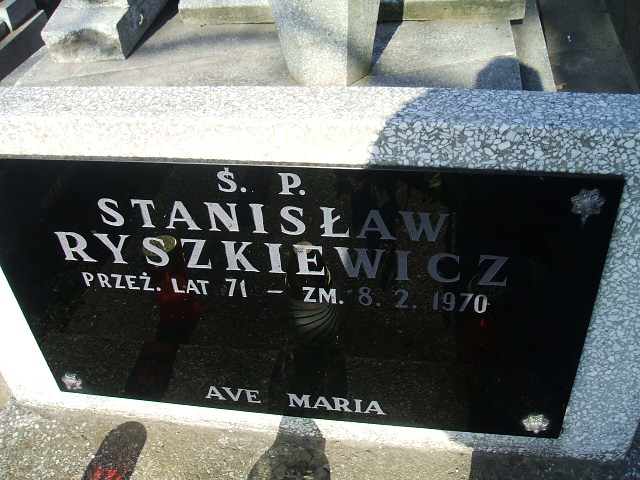 Ś. P.
STANISŁAW
RYSZKIEWICZ
PRZEŻ. LAT 71 – ZM. 8. 2. 1970
AVE MARIA